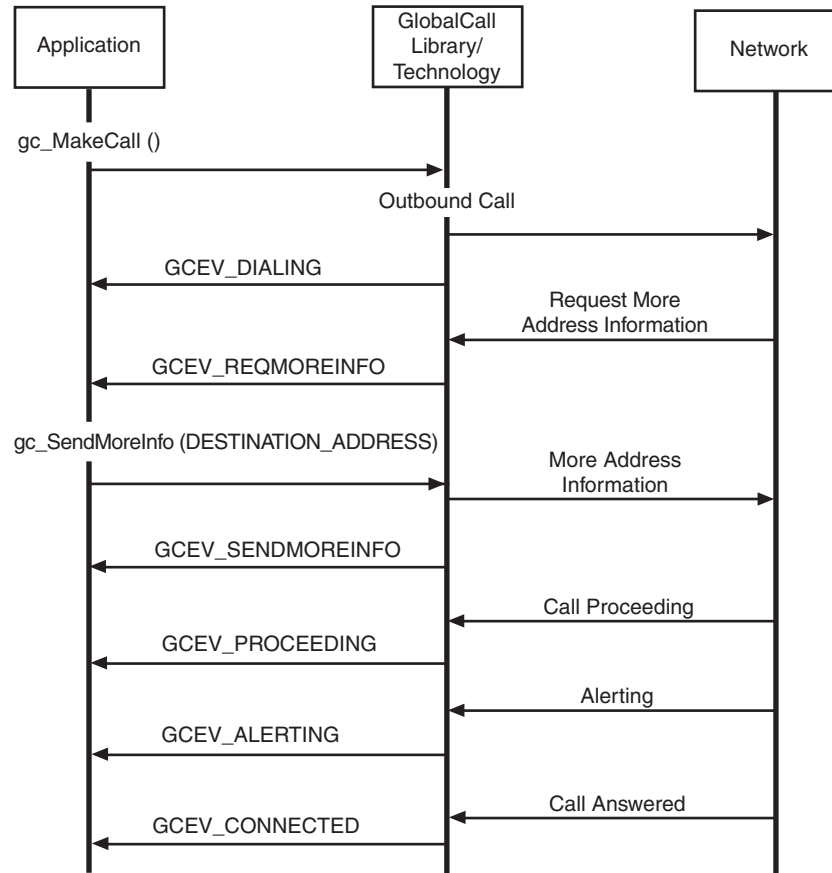 Application
GlobalCall
Library/
Technology
Network
gc_MakeCall ()
Outbound Call
GCEV_DIALING
Request More
Address Information
GCEV_REQMOREINFO
gc_SendMoreInfo (DESTINATION_ADDRESS)
More Address
Information
GCEV_SENDMOREINFO
Call Proceeding
GCEV_PROCEEDING
Alerting
GCEV_ALERTING
Call Answered
GCEV_CONNECTED